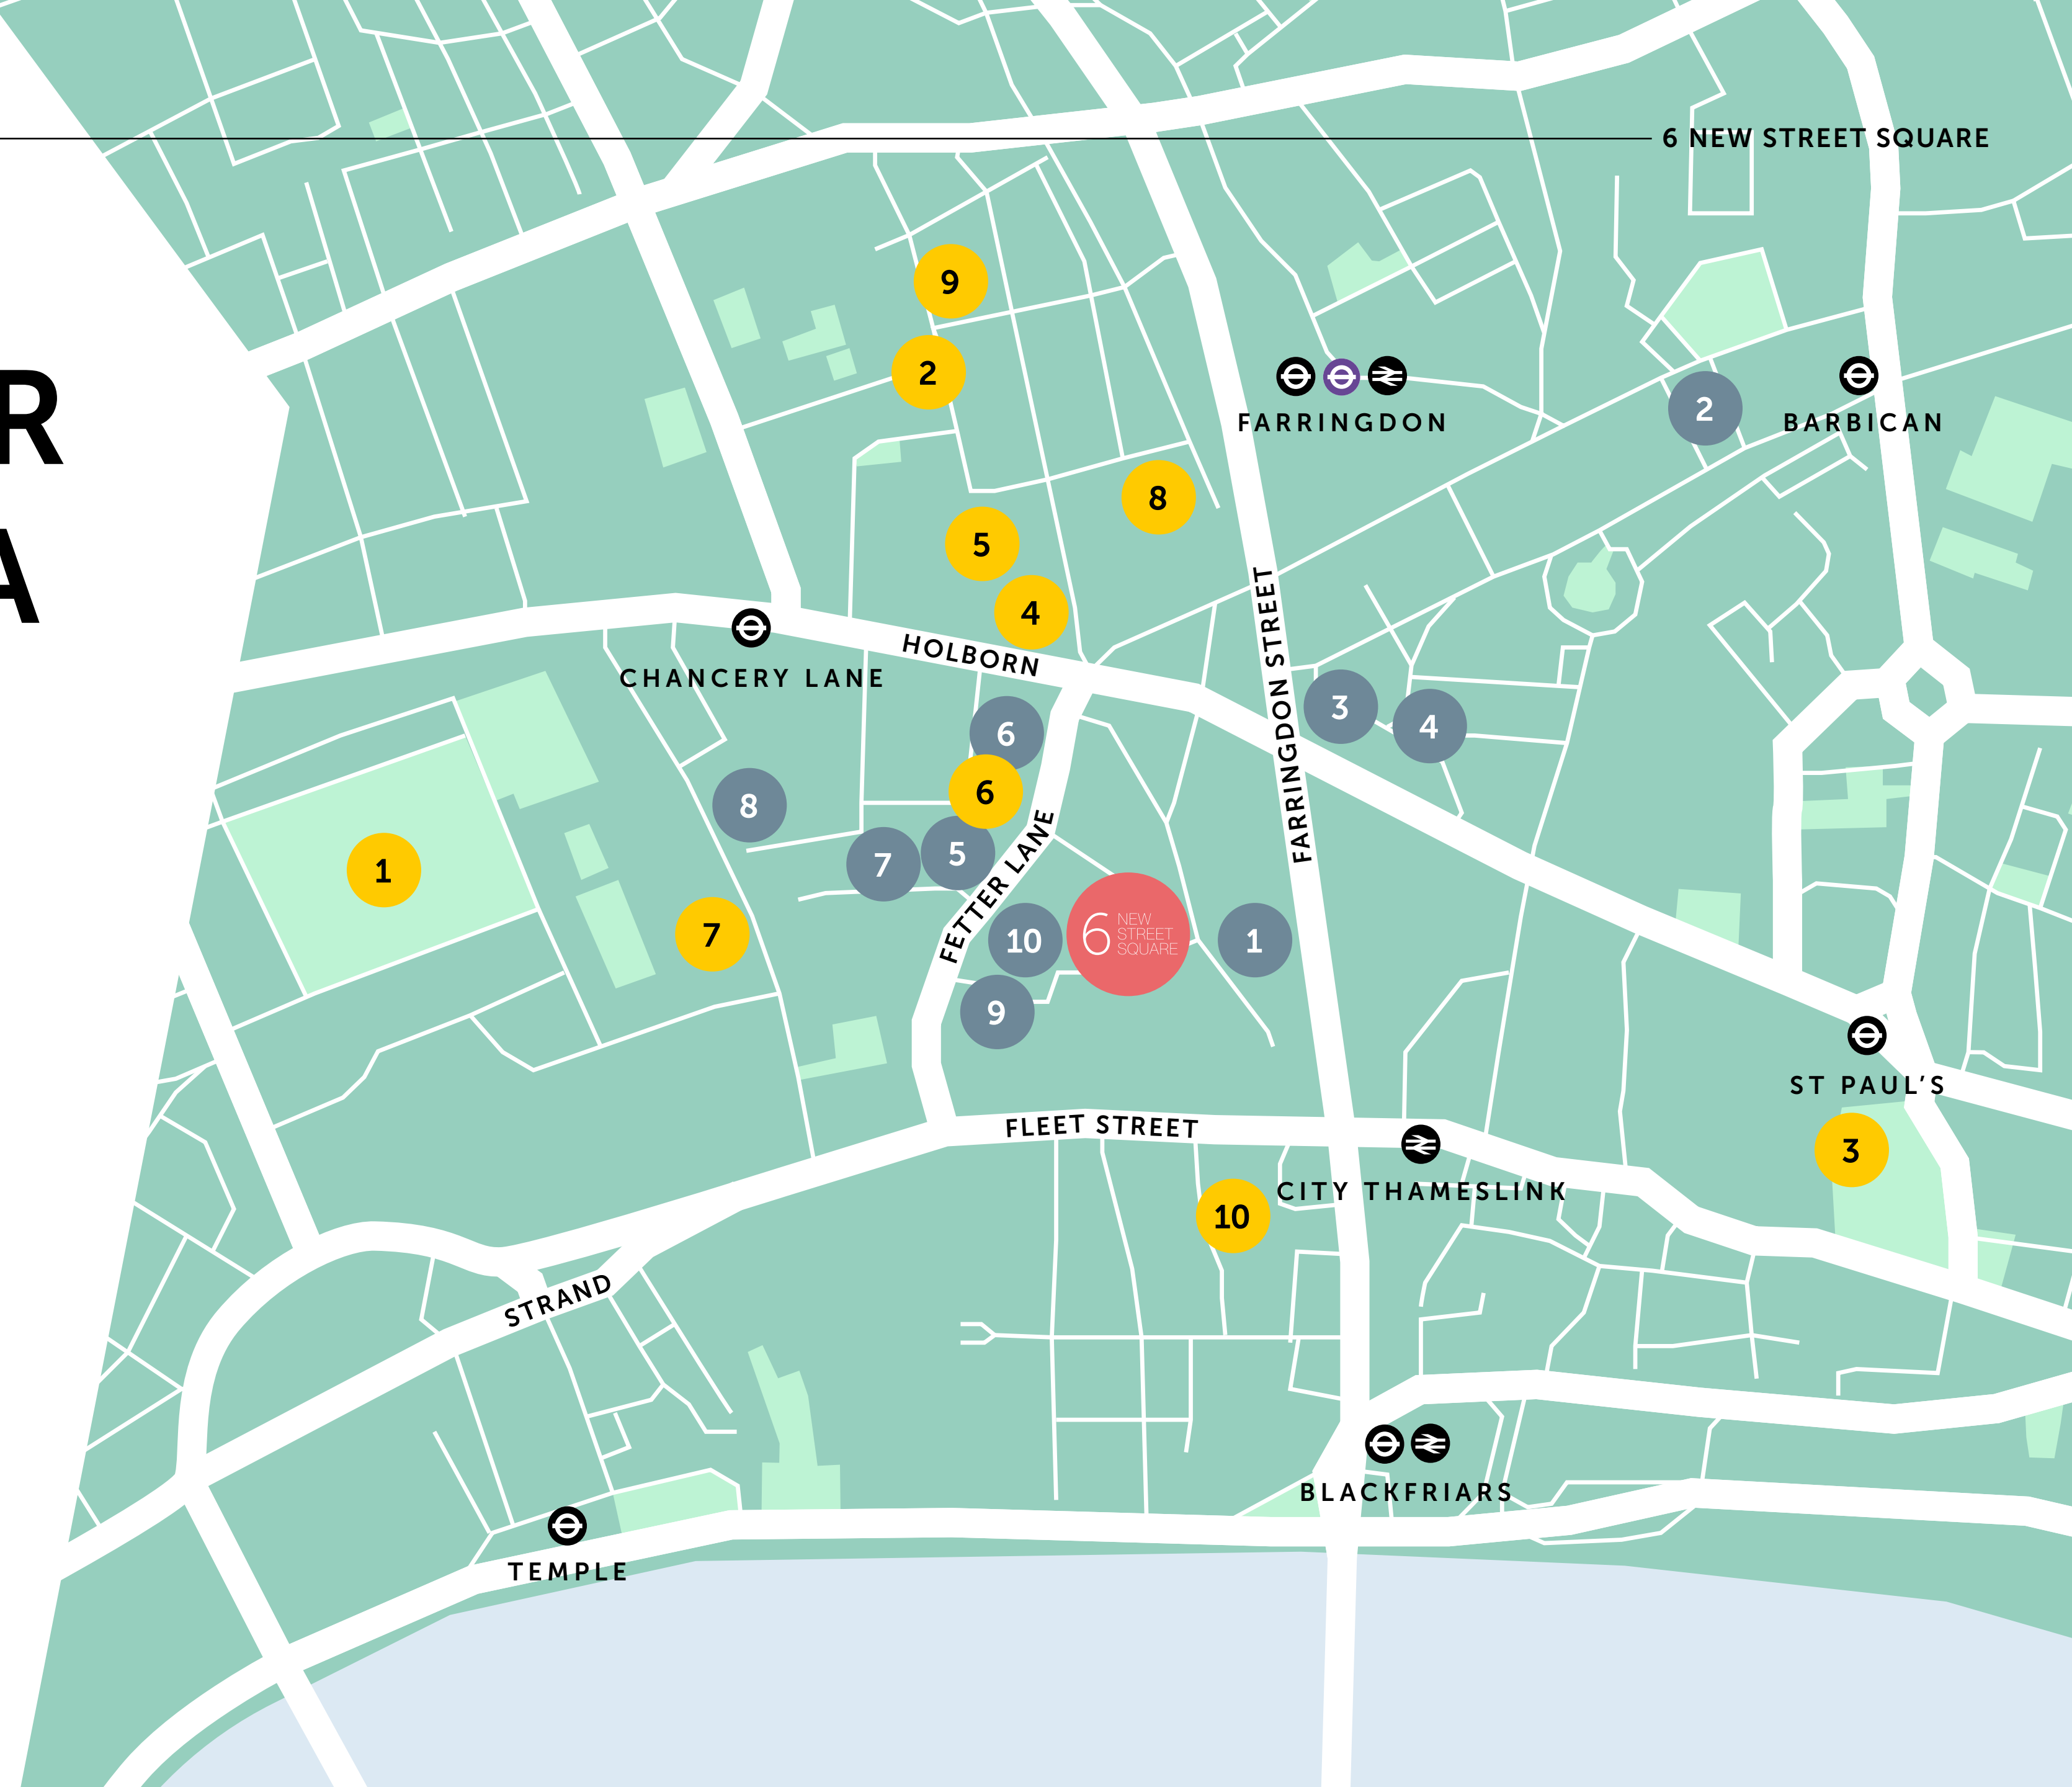 6 NEW STREET SQUARE
R
A
9
2
8
5
4
FARRINGDON
2
BARBICAN
CHANCERY LANE
HOLBORN
FARRINGDON STREET
3
4
6
6
8
5
7
1
7
FETTER LANE
10
6 NEW
STREET
SQUARE
1
9
ST PAUL'S
3
FLEET STREET
CITY THAMESLINK
10
STRAND
BLACKFRIARS
TEMPLE